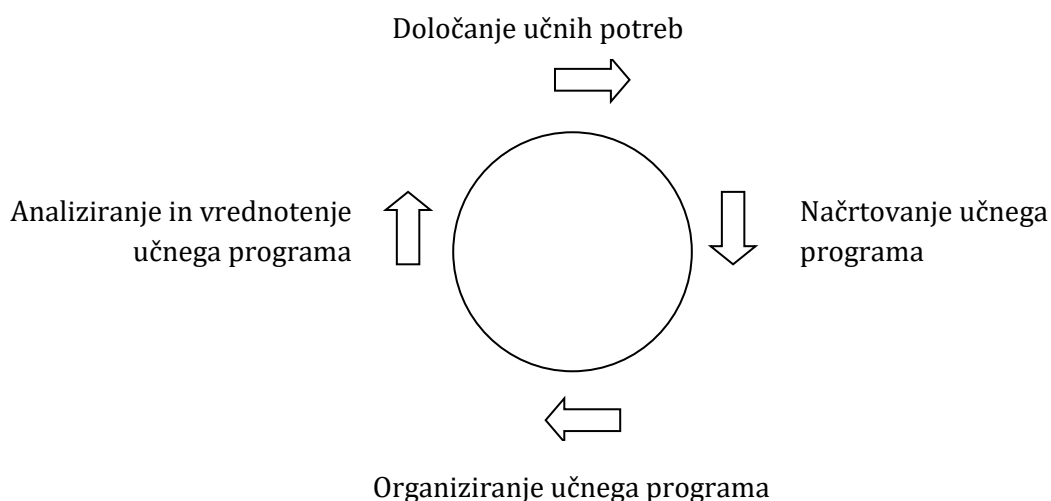 Določanje učnih potreb
Analiziranje in vrednotenje
učnega programa
Načrtovanje učnega
programa
Organiziranje učnega programa